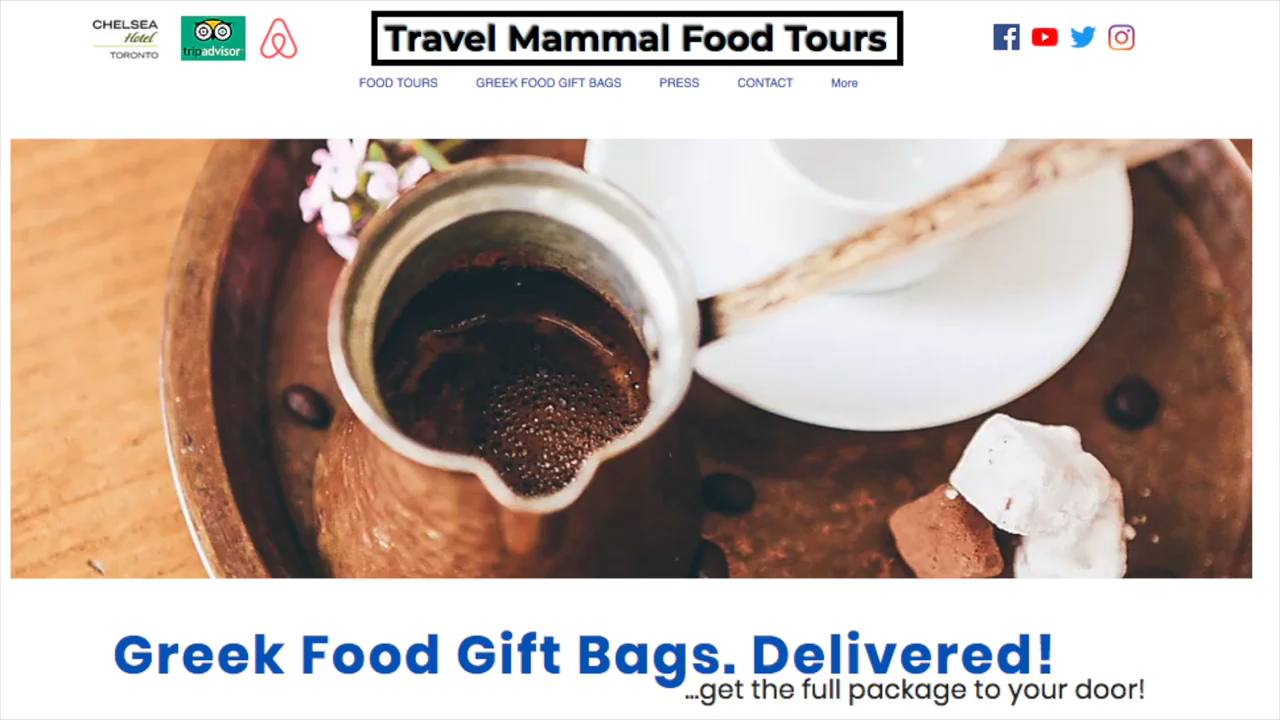 CHELSEA
Hotel
TORONTO
tripadvisor
Travel Mammal Food Tours
FOOD TOURS
GREEK FOOD GIFT BAGS
PRESS
CONTACT
More
Greek Food Gift Bags. Delivered!
...get the full package to your door!